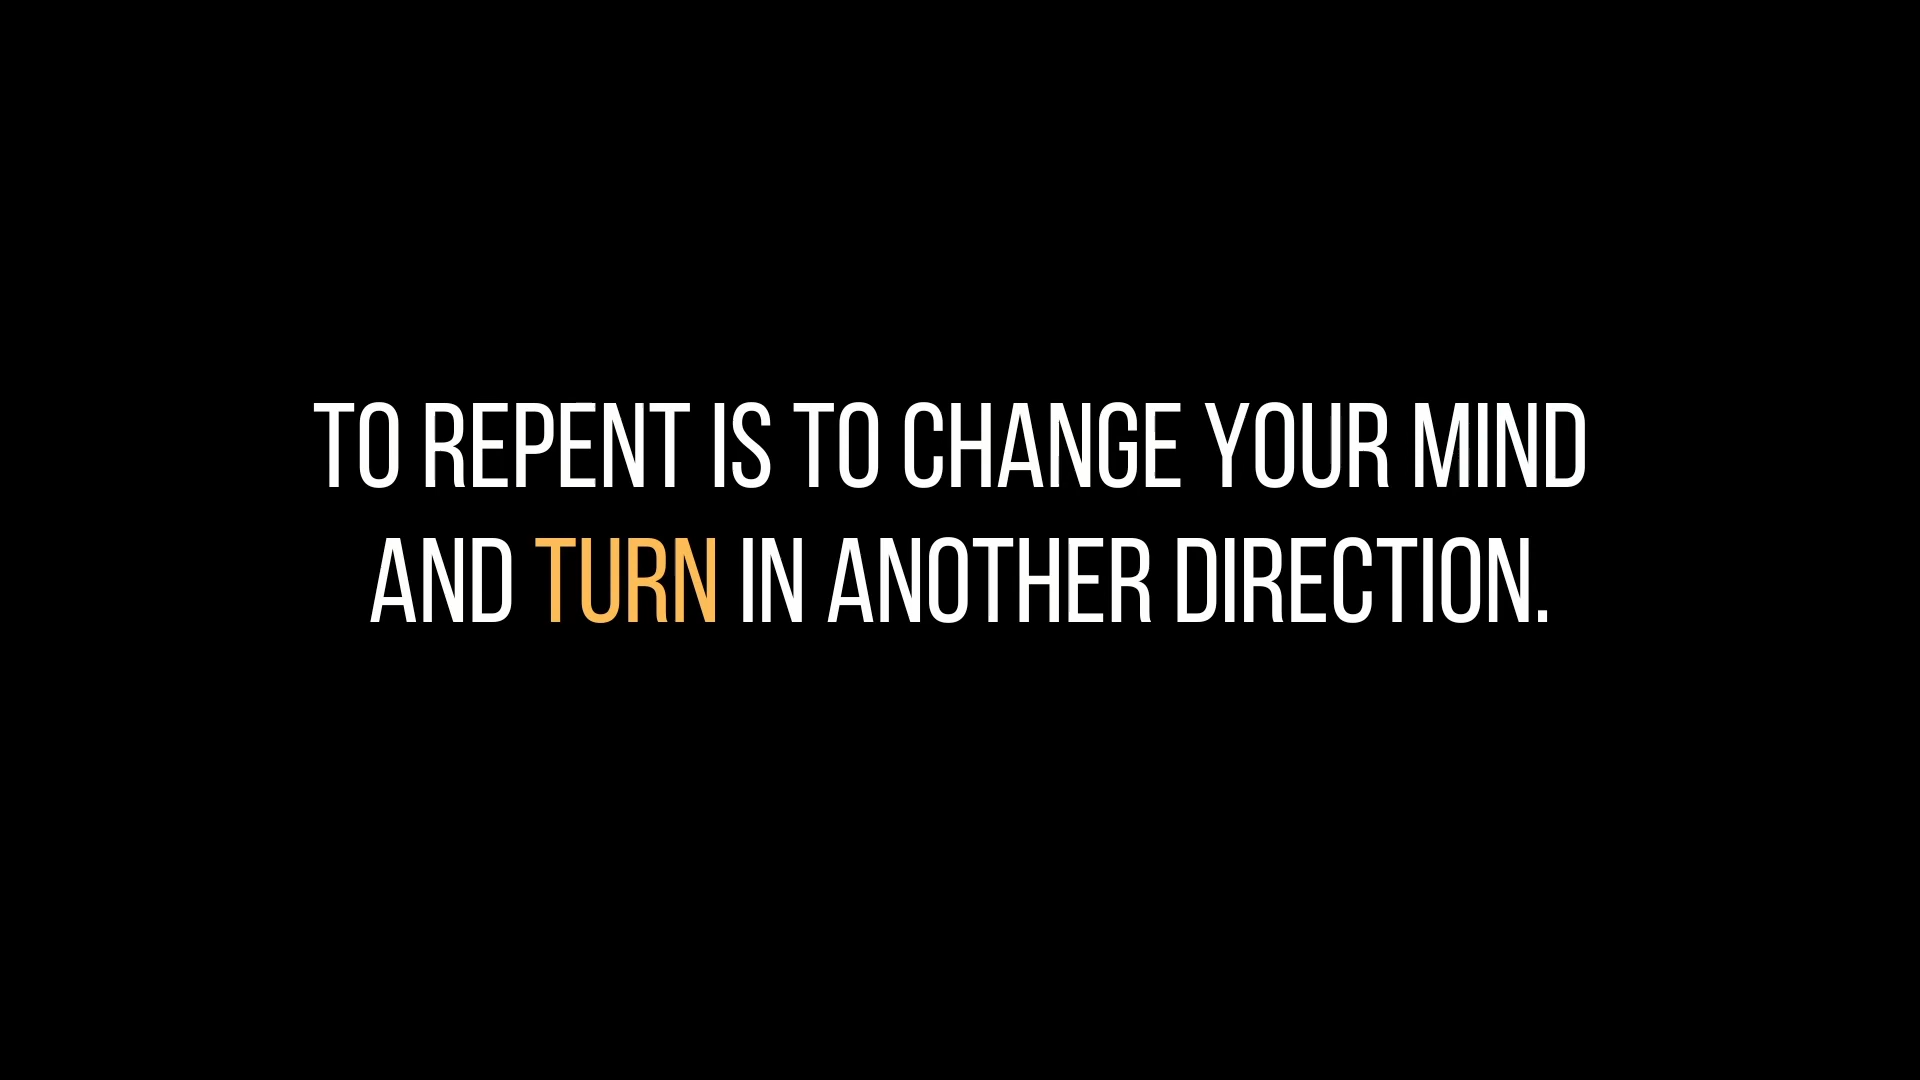 TO REPENT IS TO CHANGE YOUR MIND
AND TURN IN ANOTHER DIRECTION.